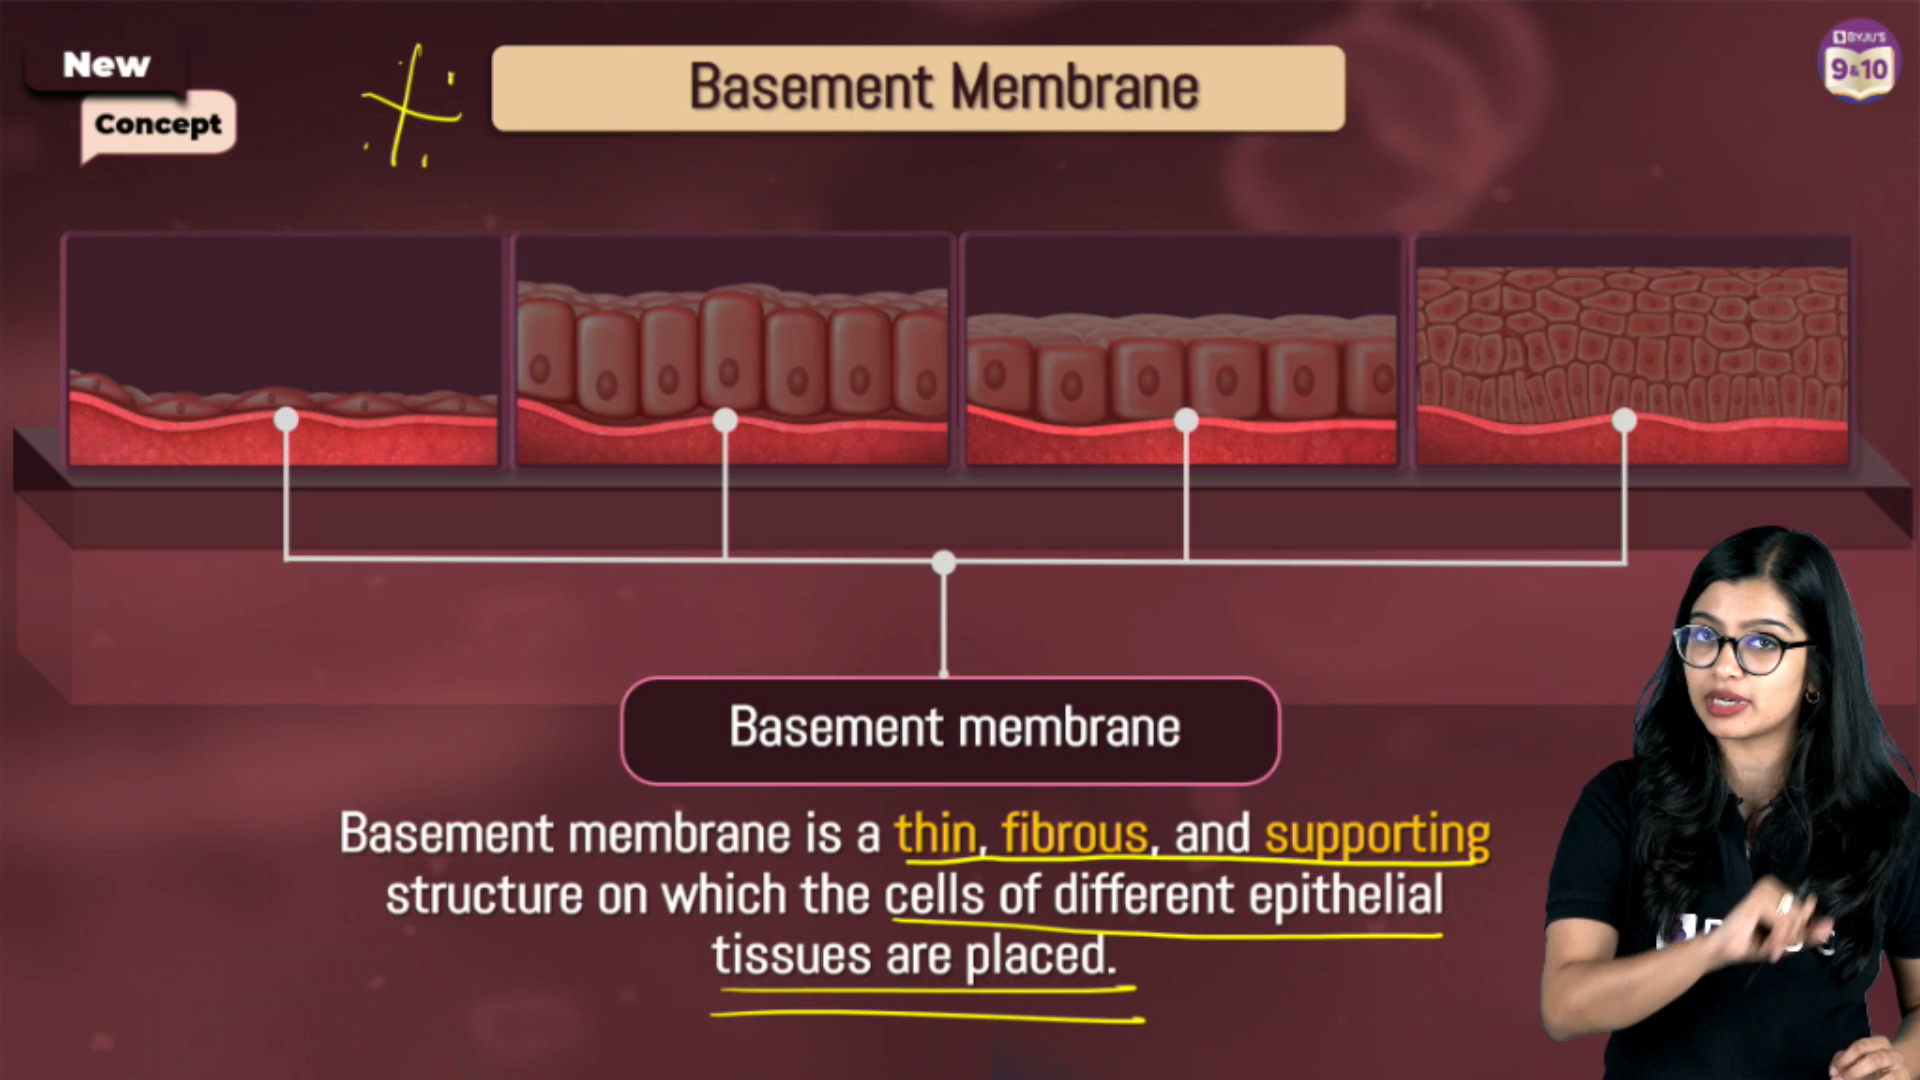 New
Concept
Basement Membrane
BYJU'S
9&10
Basement membrane
Basement membrane is a thin, fibrous, and supporting
structure on which the cells of different epithelial
tissues are placed.